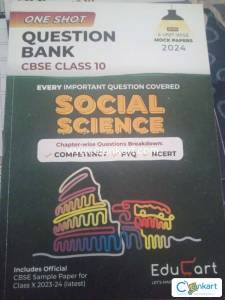 ONE SHOT
QUESTION
BANK
CBSE CLASS 10
MOCK PAPERS
2024
EVERY IMPORTANT QUESTION COVERED
SOCIAL
SCIENCE
Chapter-wise Questions Breakdown:
COMPETENCY PYQ NCERT
Includes Official
CBSE Sample Paper for
Class X 2023-24 (latest)
EduCart
Clankart